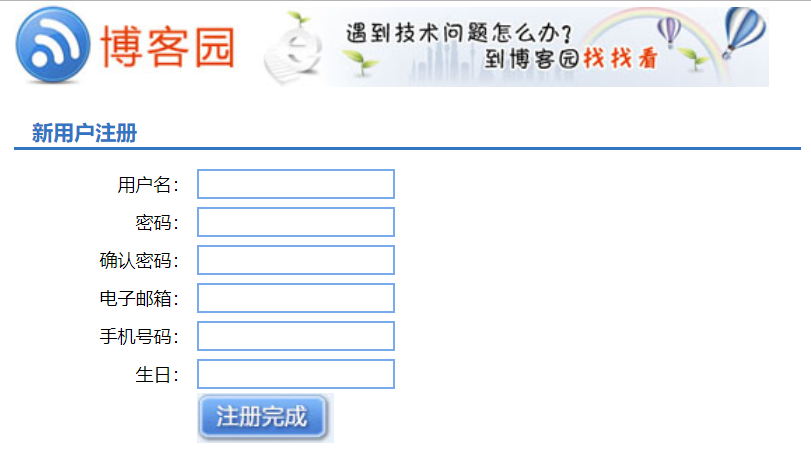 博客园
遇到技术问题怎么办?
到博客园找找看
新用户注册
用户名：
密码：
确认密码：
电子邮箱：
手机号码：
生日：
注册完成